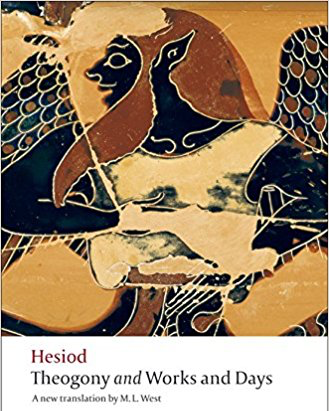 Hesiod
Theogony and Works and Days
A new translation by M. L. West